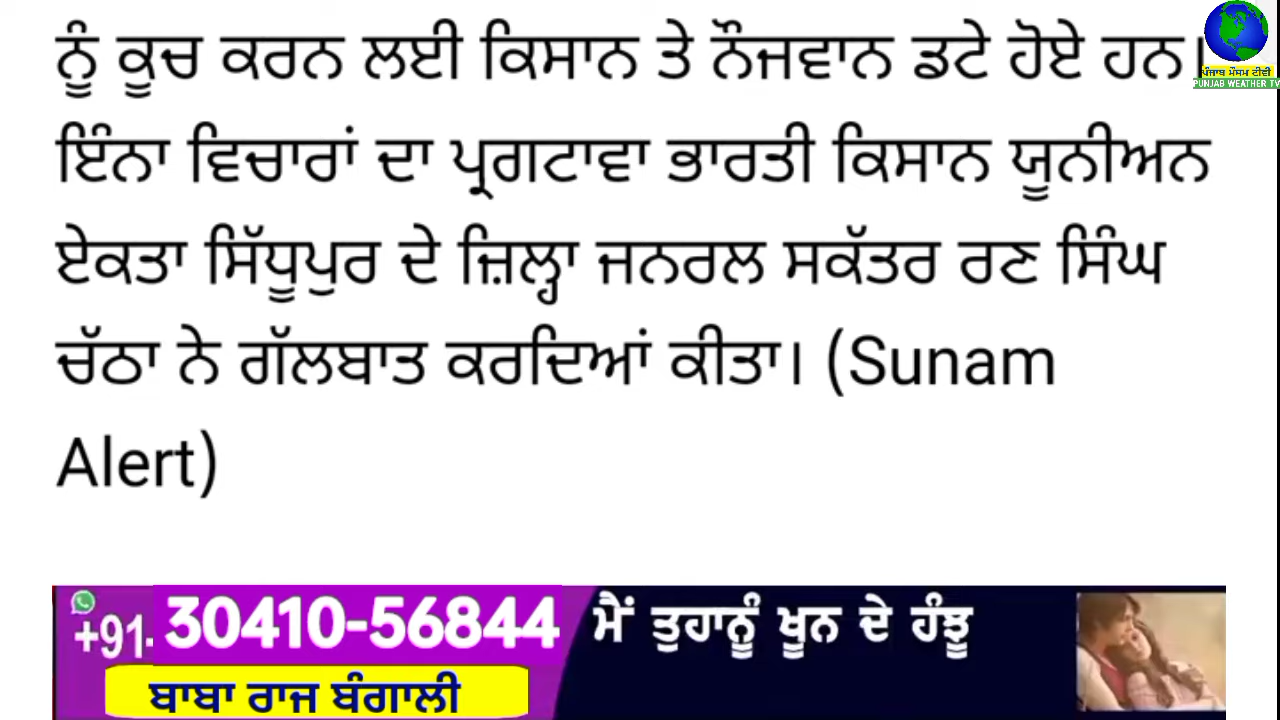 ਨੂੰ ਕੂਚ ਕਰਨ ਲਈ ਕਿਸਾਨ ਤੇ ਨੌਜਵਾਨ ਡਟੇ ਹੋਏ ਹਨ।
ਪੰਜਾਬ ਮੌਸਮ ਟੀਵੀ
PUNJAB WEATHER TV
ਇੰਨਾ ਵਿਚਾਰਾਂ ਦਾ ਪ੍ਰਗਟਾਵਾ ਭਾਰਤੀ ਕਿਸਾਨ ਯੂਨੀਅਨ
ਏਕਤਾ ਸਿੱਧੂਪੁਰ ਦੇ ਜ਼ਿਲ੍ਹਾ ਜਨਰਲ ਸਕੱਤਰ ਰਣ ਸਿੰਘ
ਚੱਠਾ ਨੇ ਗੱਲਬਾਤ ਕਰਦਿਆਂ ਕੀਤਾ। (Sunam
Alert)
+91- 30410-56844
ਬਾਬਾ ਰਾਜ ਬੰਗਾਲੀ
ਮੈਂ ਤੁਹਾਨੂੰ ਖੂਨ ਦੇ ਹੰਝੂ